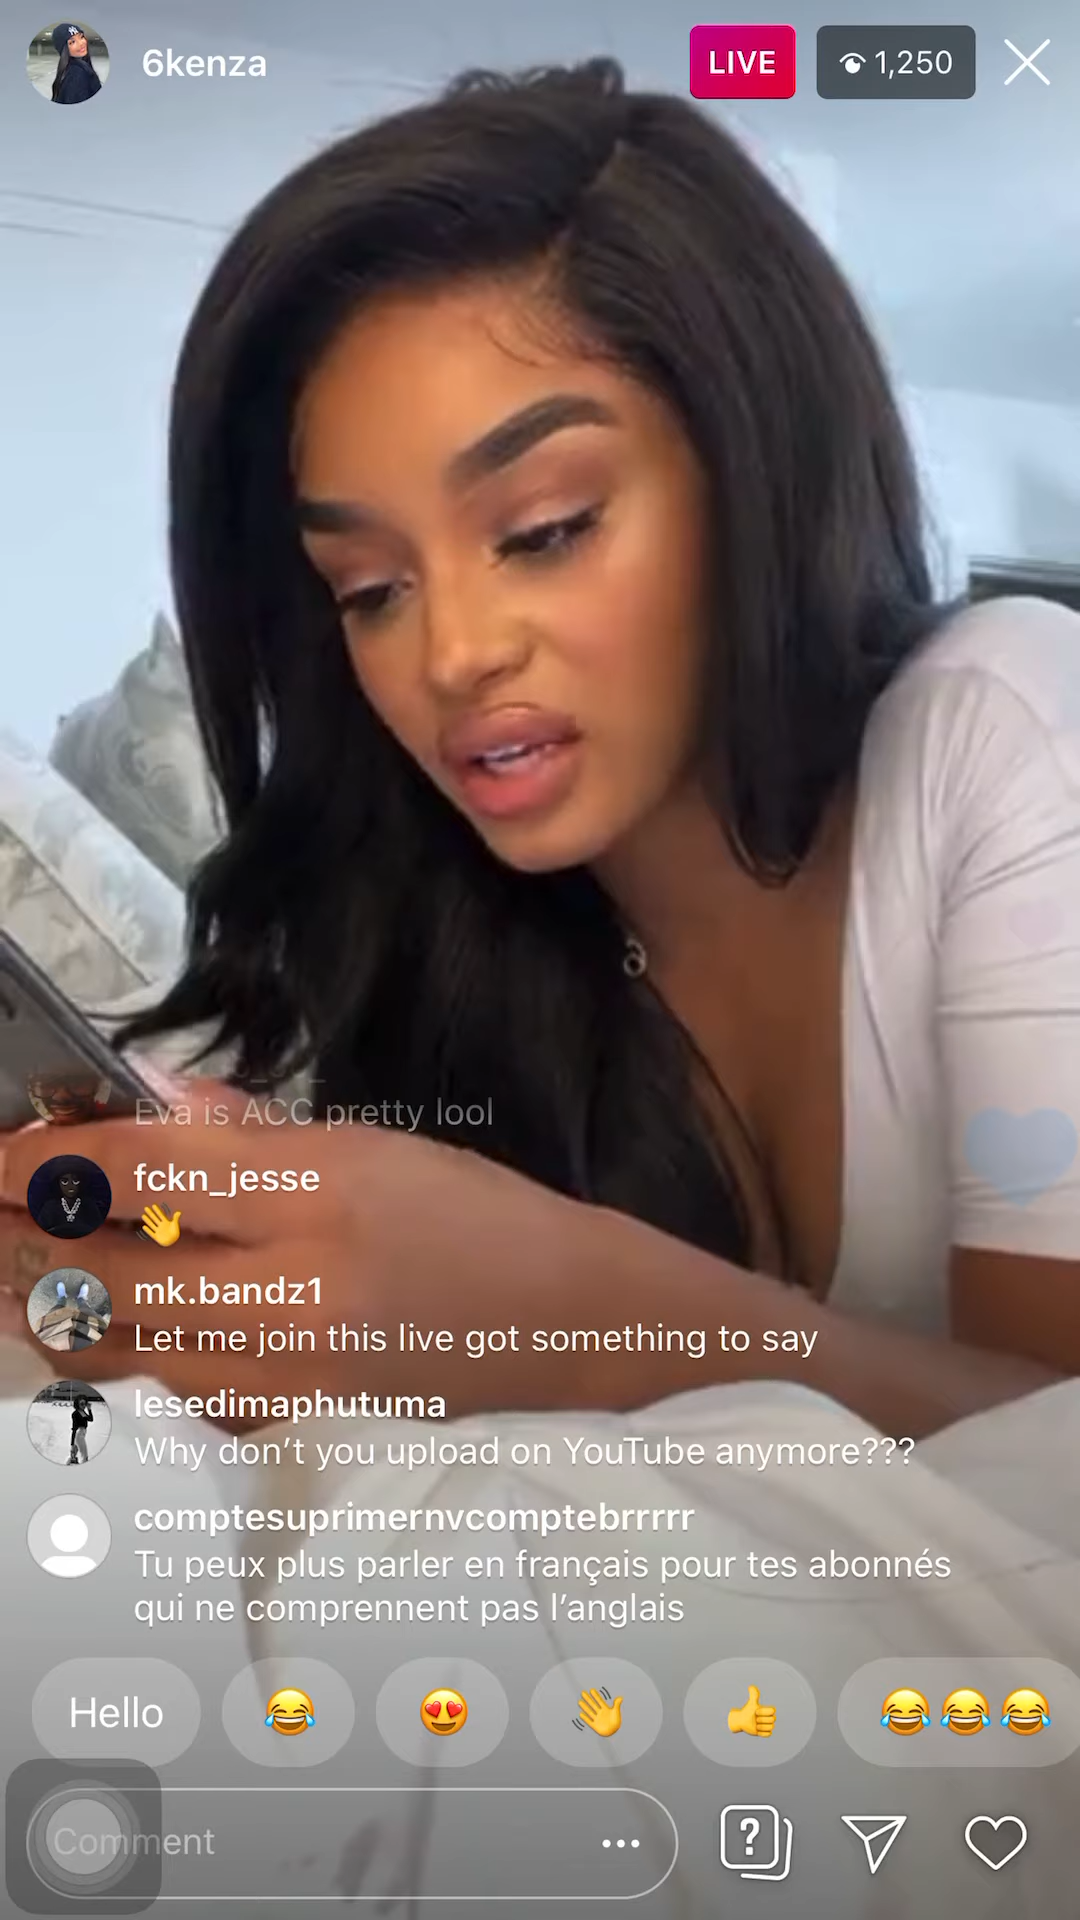 6kenza
LIVE
1,250
Eva is ACC pretty lool
fckn_jesse
👋
mk.bandz1
Let me join this live got something to say
lesedimaphutuma
Why don’t you upload on YouTube anymore???
comptesuprimernvcomptebrrrrr
Tu peux plus parler en français pour tes abonnés
qui ne comprennent pas l’anglais
Hello 😂 😍 👋 👍 😂😂😂
Comment